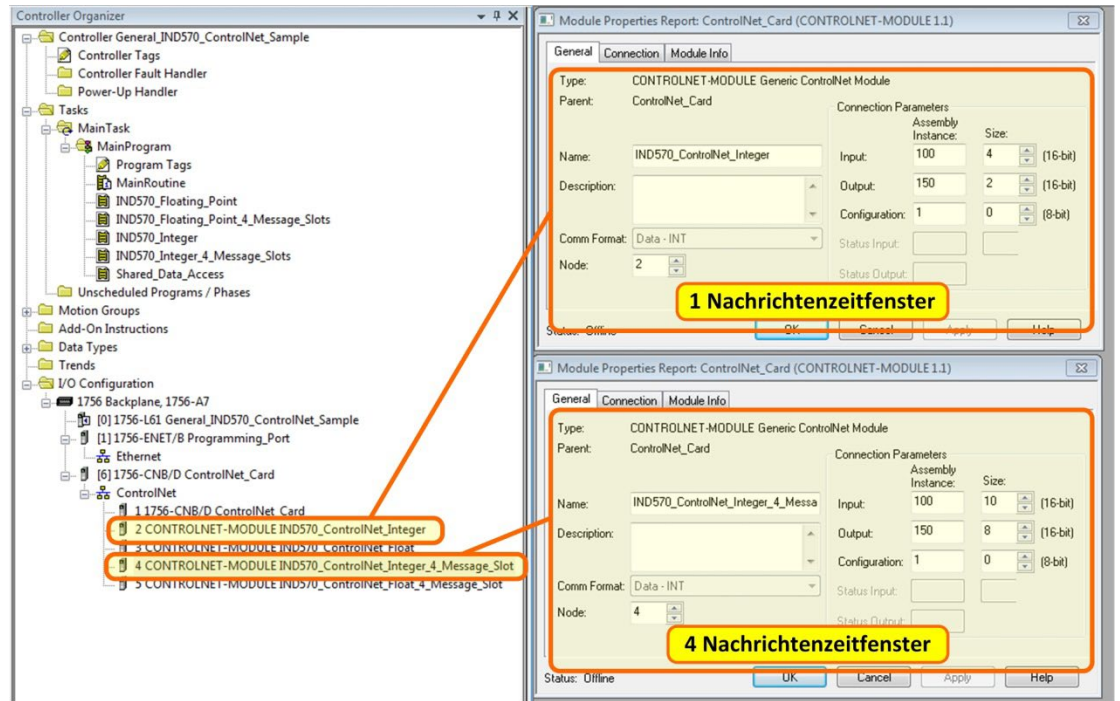 Controller Organizer
Controller General_IND570_ControlNet_Sample
Controller Tags
Controller Fault Handler
Power-Up Handler
Tasks
MainTask
MainProgram
Program Tags
MainRoutine
IND570_Floating_Point
IND570_Floating_Point_4_Message_Slots
IND570_Integer
IND570_Integer_4_Message_Slots
Shared_Data_Access
Unscheduled Programs / Phases
Motion Groups
Add-On Instructions
Data Types
Trends
I/O Configuration
1756 Backplane, 1756-A7
[0] 1756-L61 General_IND570_ControlNet_Sample
[1] 1756-ENET/B Programming_Port
Ethernet
[6] 1756-CNB/D ControlNet_Card
ControlNet
1 1756-CNB/D ControlNet_Card
2 CONTROLNET-MODULE IND570_ControlNet_Integer
3 CONTROLNET-MODULE IND570_ControlNet_Float
4 CONTROLNET-MODULE IND570_ControlNet_Integer_4_Message_Slot
5 CONTROLNET-MODULE IND570_ControlNet_Float_4_Message_Slot
Module Properties Report: ControlNet_Card (CONTROLNET-MODULE 1.1)
General Connection Module Info
Type: CONTROLNET-MODULE Generic ControlNet Module
Parent: ControlNet_Card
Connection Parameters
Assembly
Instance: Size:
Name: IND570_ControlNet_Integer Input: 100 4 (16-bit)
Description: Output: 150 2 (16-bit)
Configuration: 1 0 (8-bit)
Comm Format: Data - INT Status Input:
Node: 2 Status Output:
1 Nachrichtenzeitfenster
Status: Offline OK Cancel Apply Help
Module Properties Report: ControlNet_Card (CONTROLNET-MODULE 1.1)
General Connection Module Info
Type: CONTROLNET-MODULE Generic ControlNet Module
Parent: ControlNet_Card
Connection Parameters
Assembly
Instance: Size:
Name: IND570_ControlNet_Integer_4_Messa Input: 100 10 (16-bit)
Description: Output: 150 8 (16-bit)
Configuration: 1 0 (8-bit)
Comm Format: Data - INT Status Input:
Node: 4 Status Output:
4 Nachrichtenzeitfenster
Status: Offline OK Cancel Apply Help